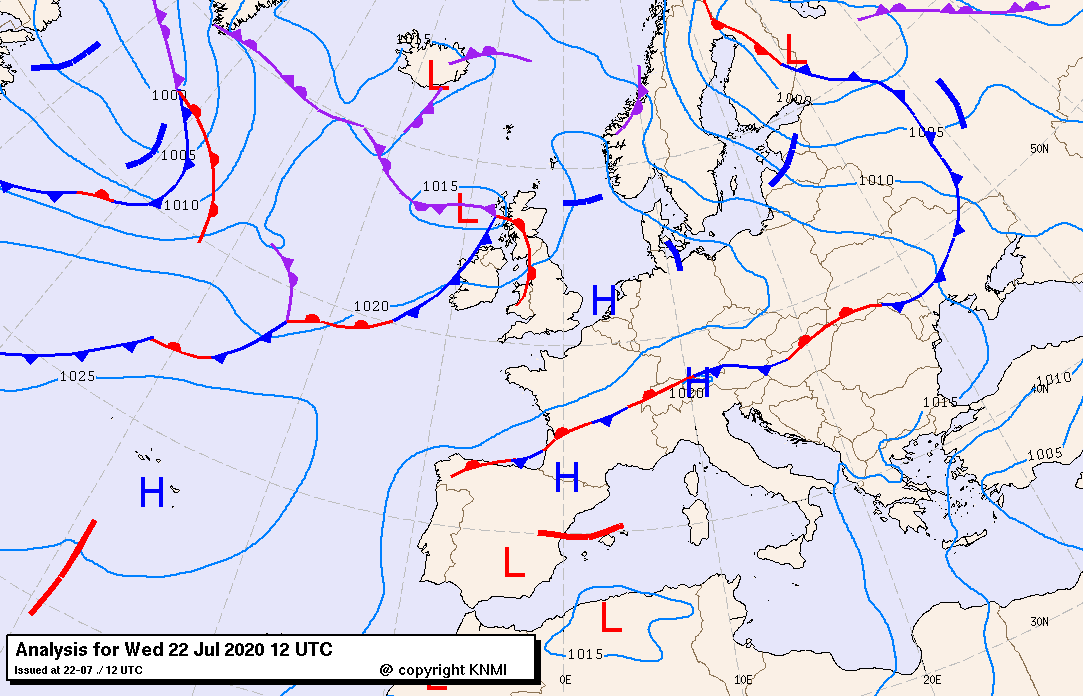 1015
L
L
1000
1000
1005
1005
50N
1010
1010
1015
L
1020
H
1025
H
1020
1010
40N
1015
H
1005
H
L
L
30N
1015
Analysis for Wed 22 Jul 2020 12 UTC
Issued at 22-07 ./ 12 UTC
@ copyright KNMI
L
0E
10E
20E